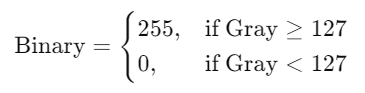 Binary = { 255, if Gray ≥ 127
0, if Gray < 127